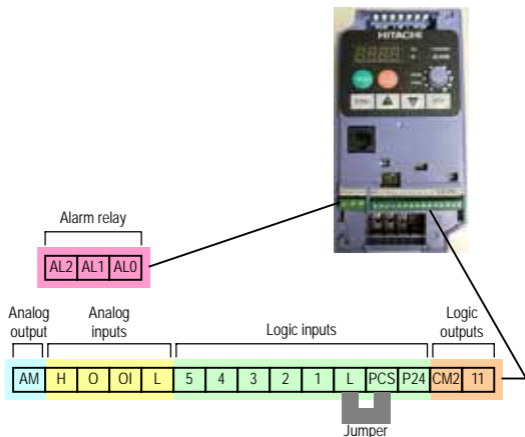 HITACHI
Alarm relay
AL2 AL1 AL0
Analog output
Analog inputs
Logic inputs
Logic outputs
AM H O OI L 5 4 3 2 1 L PCS P24 CM2 11
Jumper